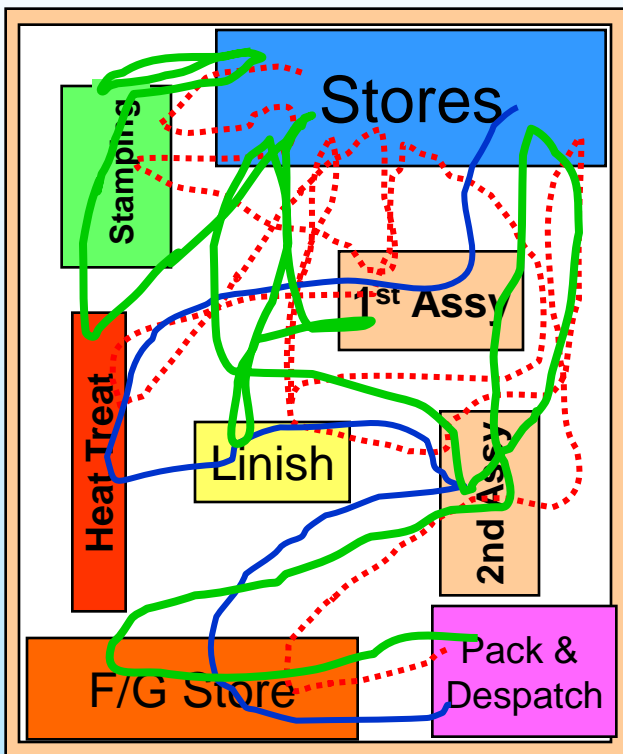 Stores
Stamping
1st Assy
Heat Treat
Linish
2nd Assy
F/G Store
Pack &
Despatch